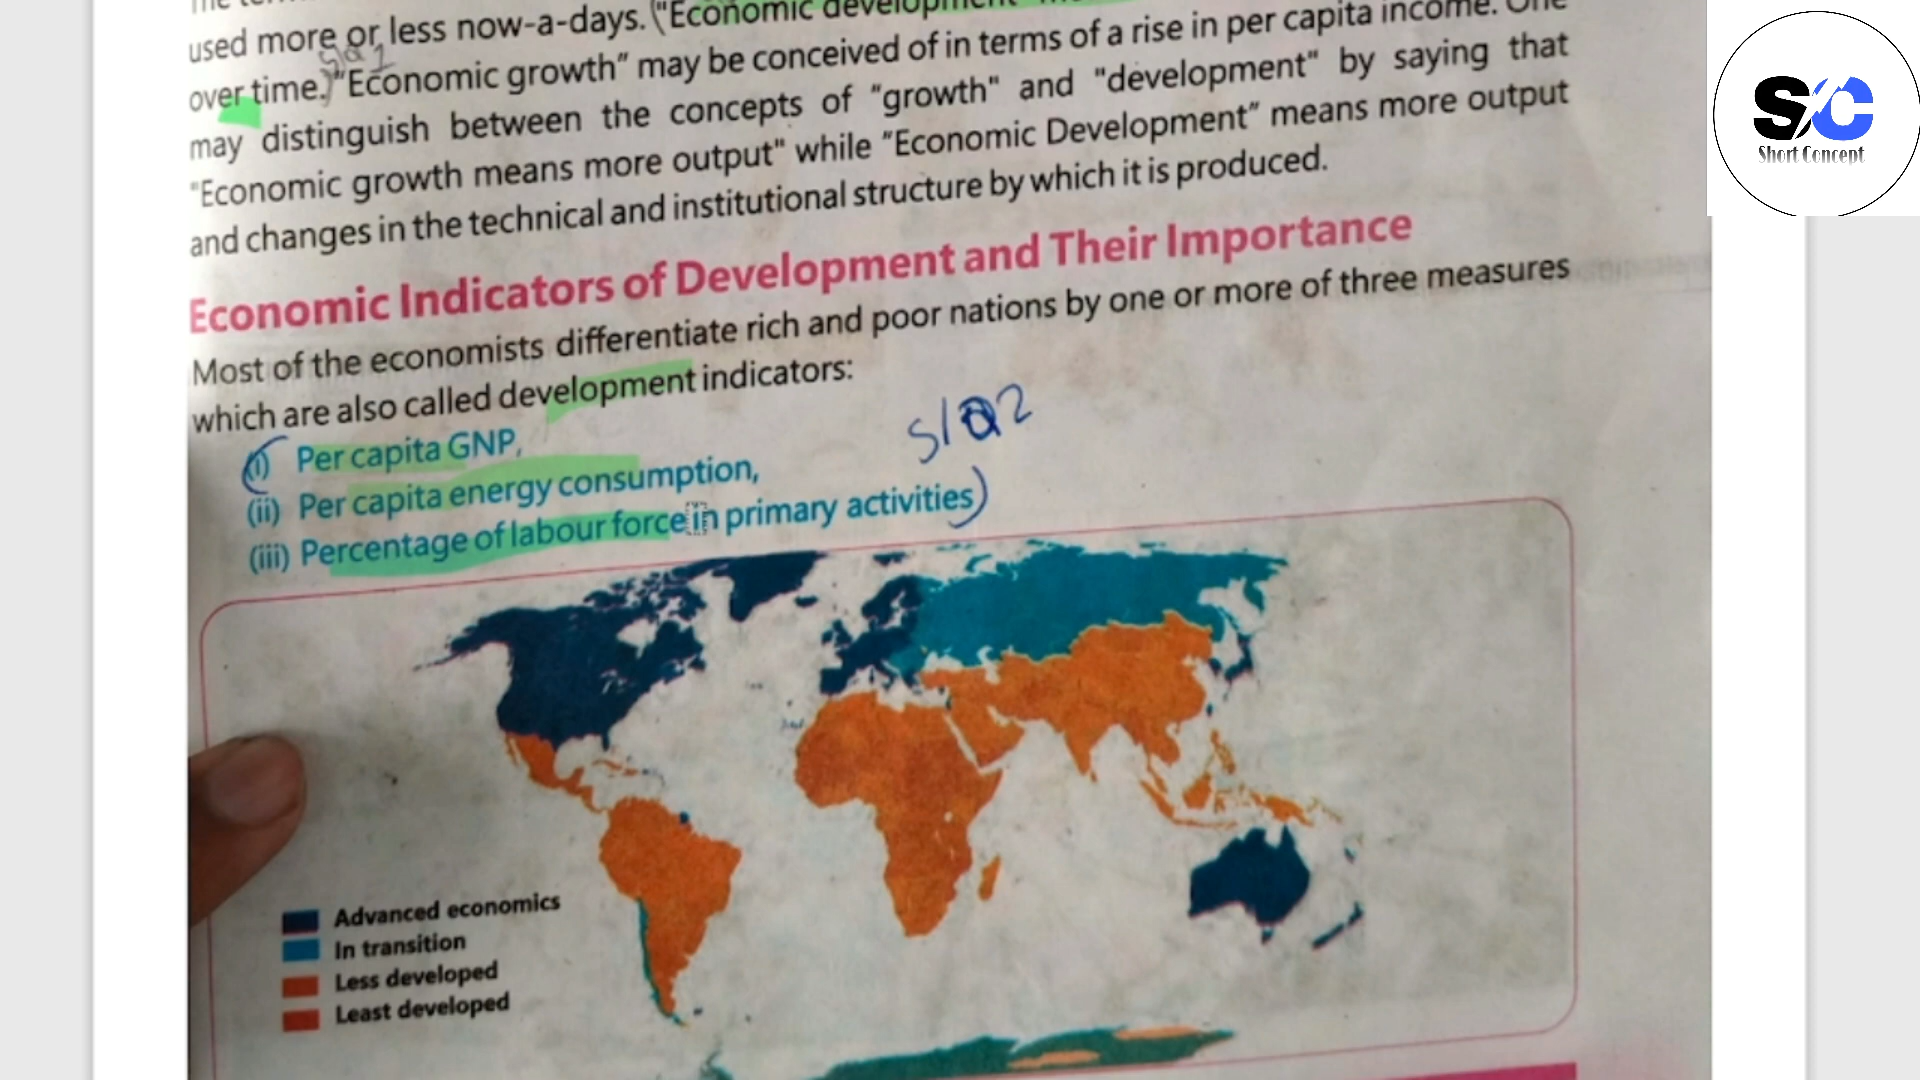 used more or less now-a-days. ("Economic development
over time.) "Economic growth" may be conceived of in terms of a rise in per capita income. One
may distinguish between the concepts of "growth" and "development" by saying that
"Economic growth means more output" while "Economic Development" means more output
and changes in the technical and institutional structure by which it is produced.
Economic Indicators of Development and Their Importance
Most of the economists differentiate rich and poor nations by one or more of three measures
which are also called development indicators:
(i) Per capita GNP,
S/Q2
(ii) Per capita energy consumption,
(iii) Percentage of labour force in primary activities)
Advanced economics
In transition
Less developed
Least developed
S/C
Short Concept